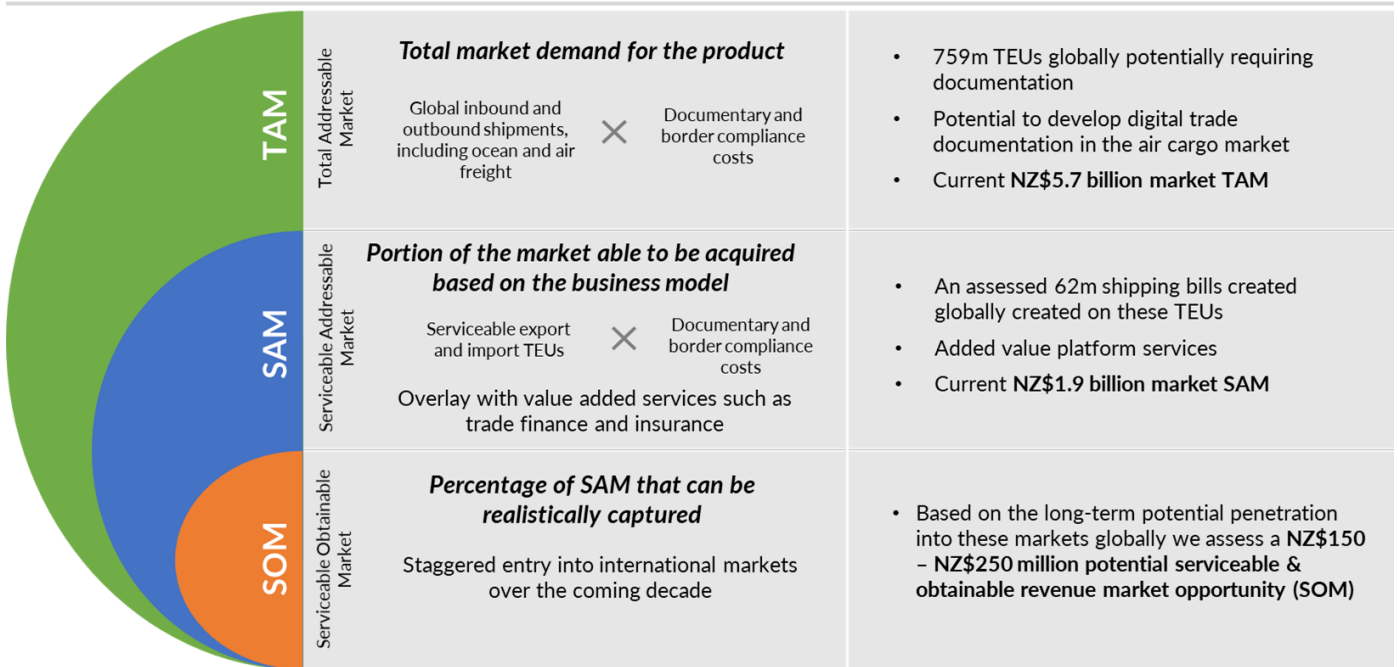 TAM
Total Addressable
Market
Total market demand for the product
Global inbound and
outbound shipments,
including ocean and air
freight
×
Documentary and
border compliance
costs
• 759m TEUs globally potentially requiring
documentation
• Potential to develop digital trade
documentation in the air cargo market
• Current NZ$5.7 billion market TAM
SAM
Serviceable Addressable
Market
Portion of the market able to be acquired
based on the business model
Serviceable export
and import TEUs
×
Documentary and
border compliance
costs
Overlay with value added services such as
trade finance and insurance
• An assessed 62m shipping bills created
globally created on these TEUs
• Added value platform services
• Current NZ$1.9 billion market SAM
SOM
Serviceable Obtainable
Market
Percentage of SAM that can be
realistically captured
Staggered entry into international markets
over the coming decade
• Based on the long-term potential penetration
into these markets globally we assess a NZ$150
– NZ$250 million potential serviceable &
obtainable revenue market opportunity (SOM)